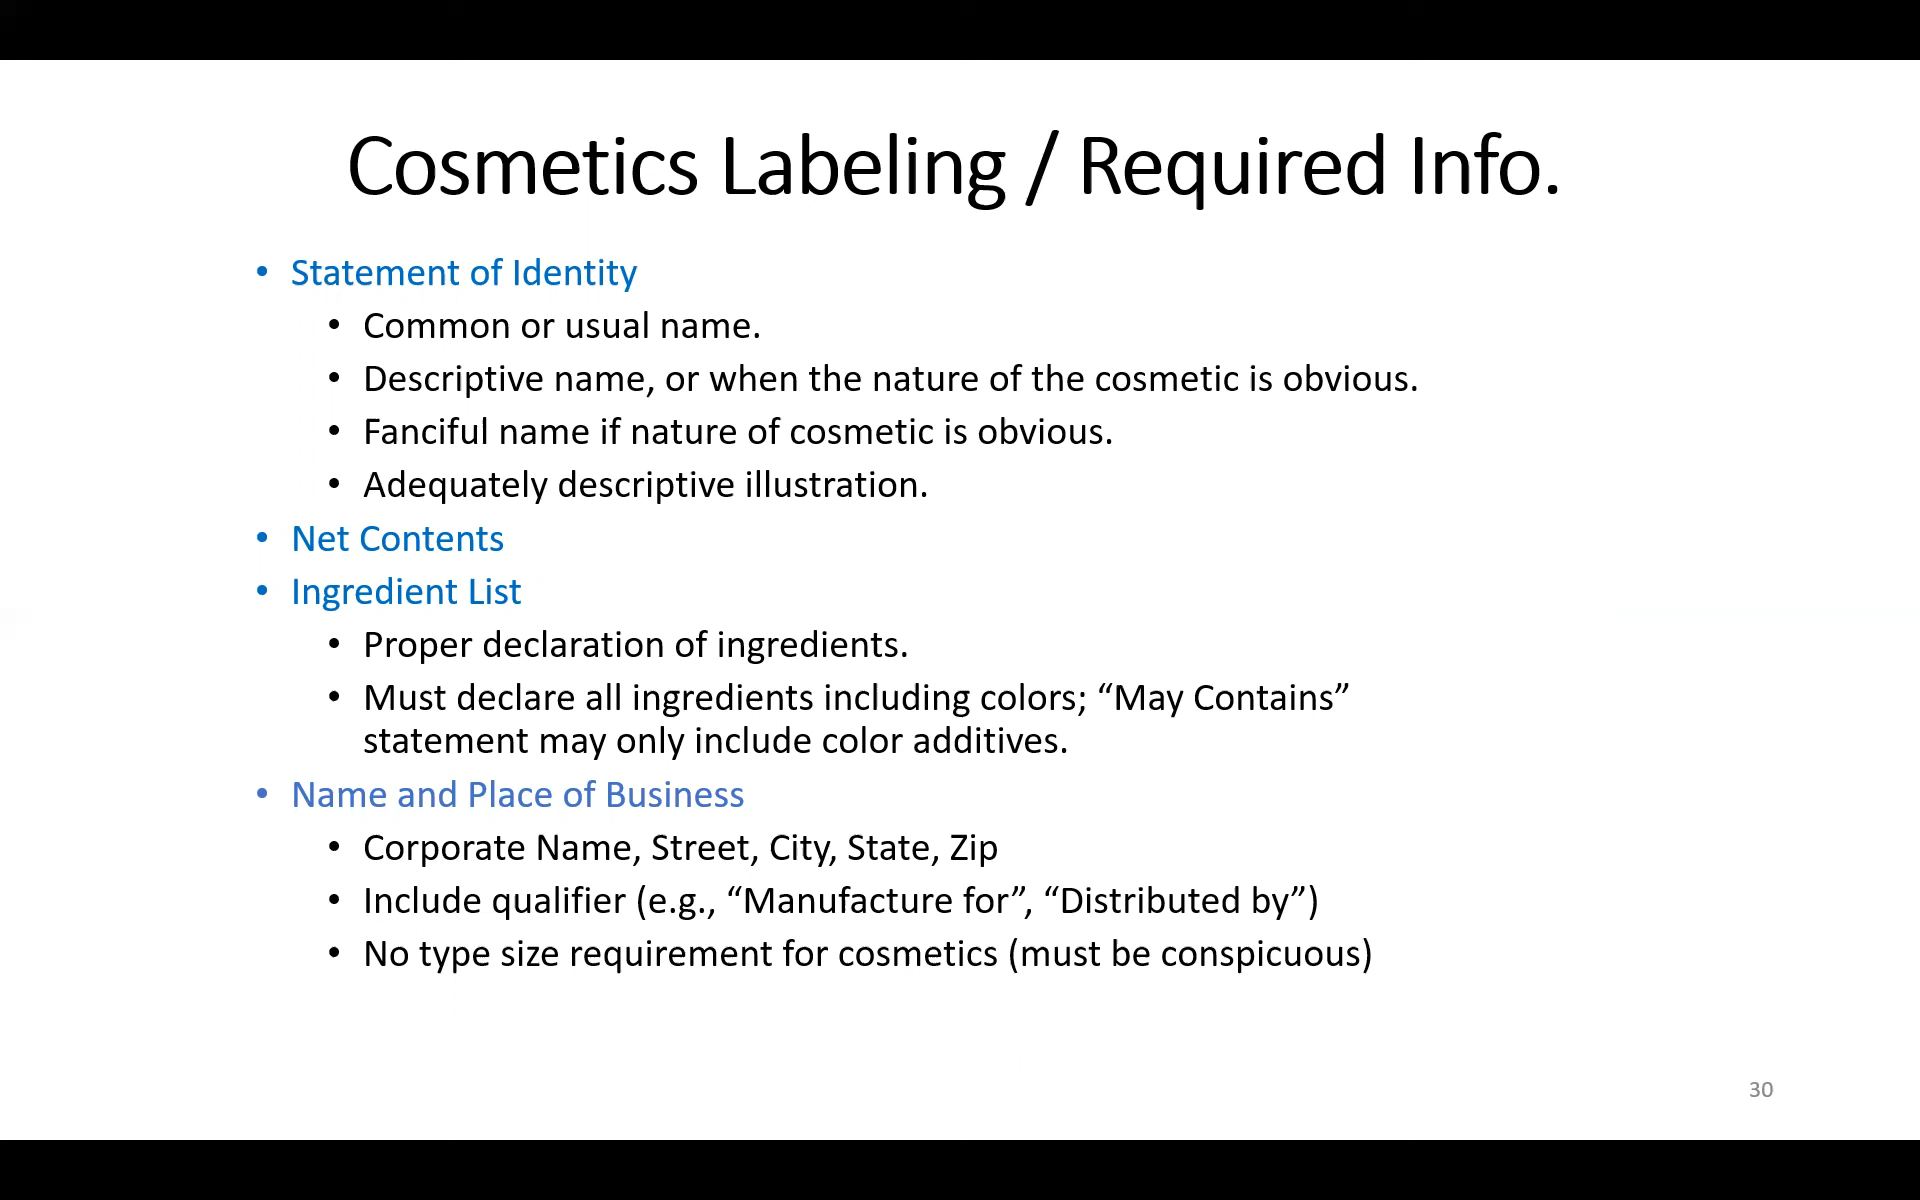 Cosmetics Labeling / Required Info.
• Statement of Identity
• Common or usual name.
• Descriptive name, or when the nature of the cosmetic is obvious.
• Fanciful name if nature of cosmetic is obvious.
• Adequately descriptive illustration.
• Net Contents
• Ingredient List
• Proper declaration of ingredients.
• Must declare all ingredients including colors; “May Contains”
statement may only include color additives.
• Name and Place of Business
• Corporate Name, Street, City, State, Zip
• Include qualifier (e.g., “Manufacture for”, “Distributed by”)
• No type size requirement for cosmetics (must be conspicuous)
30